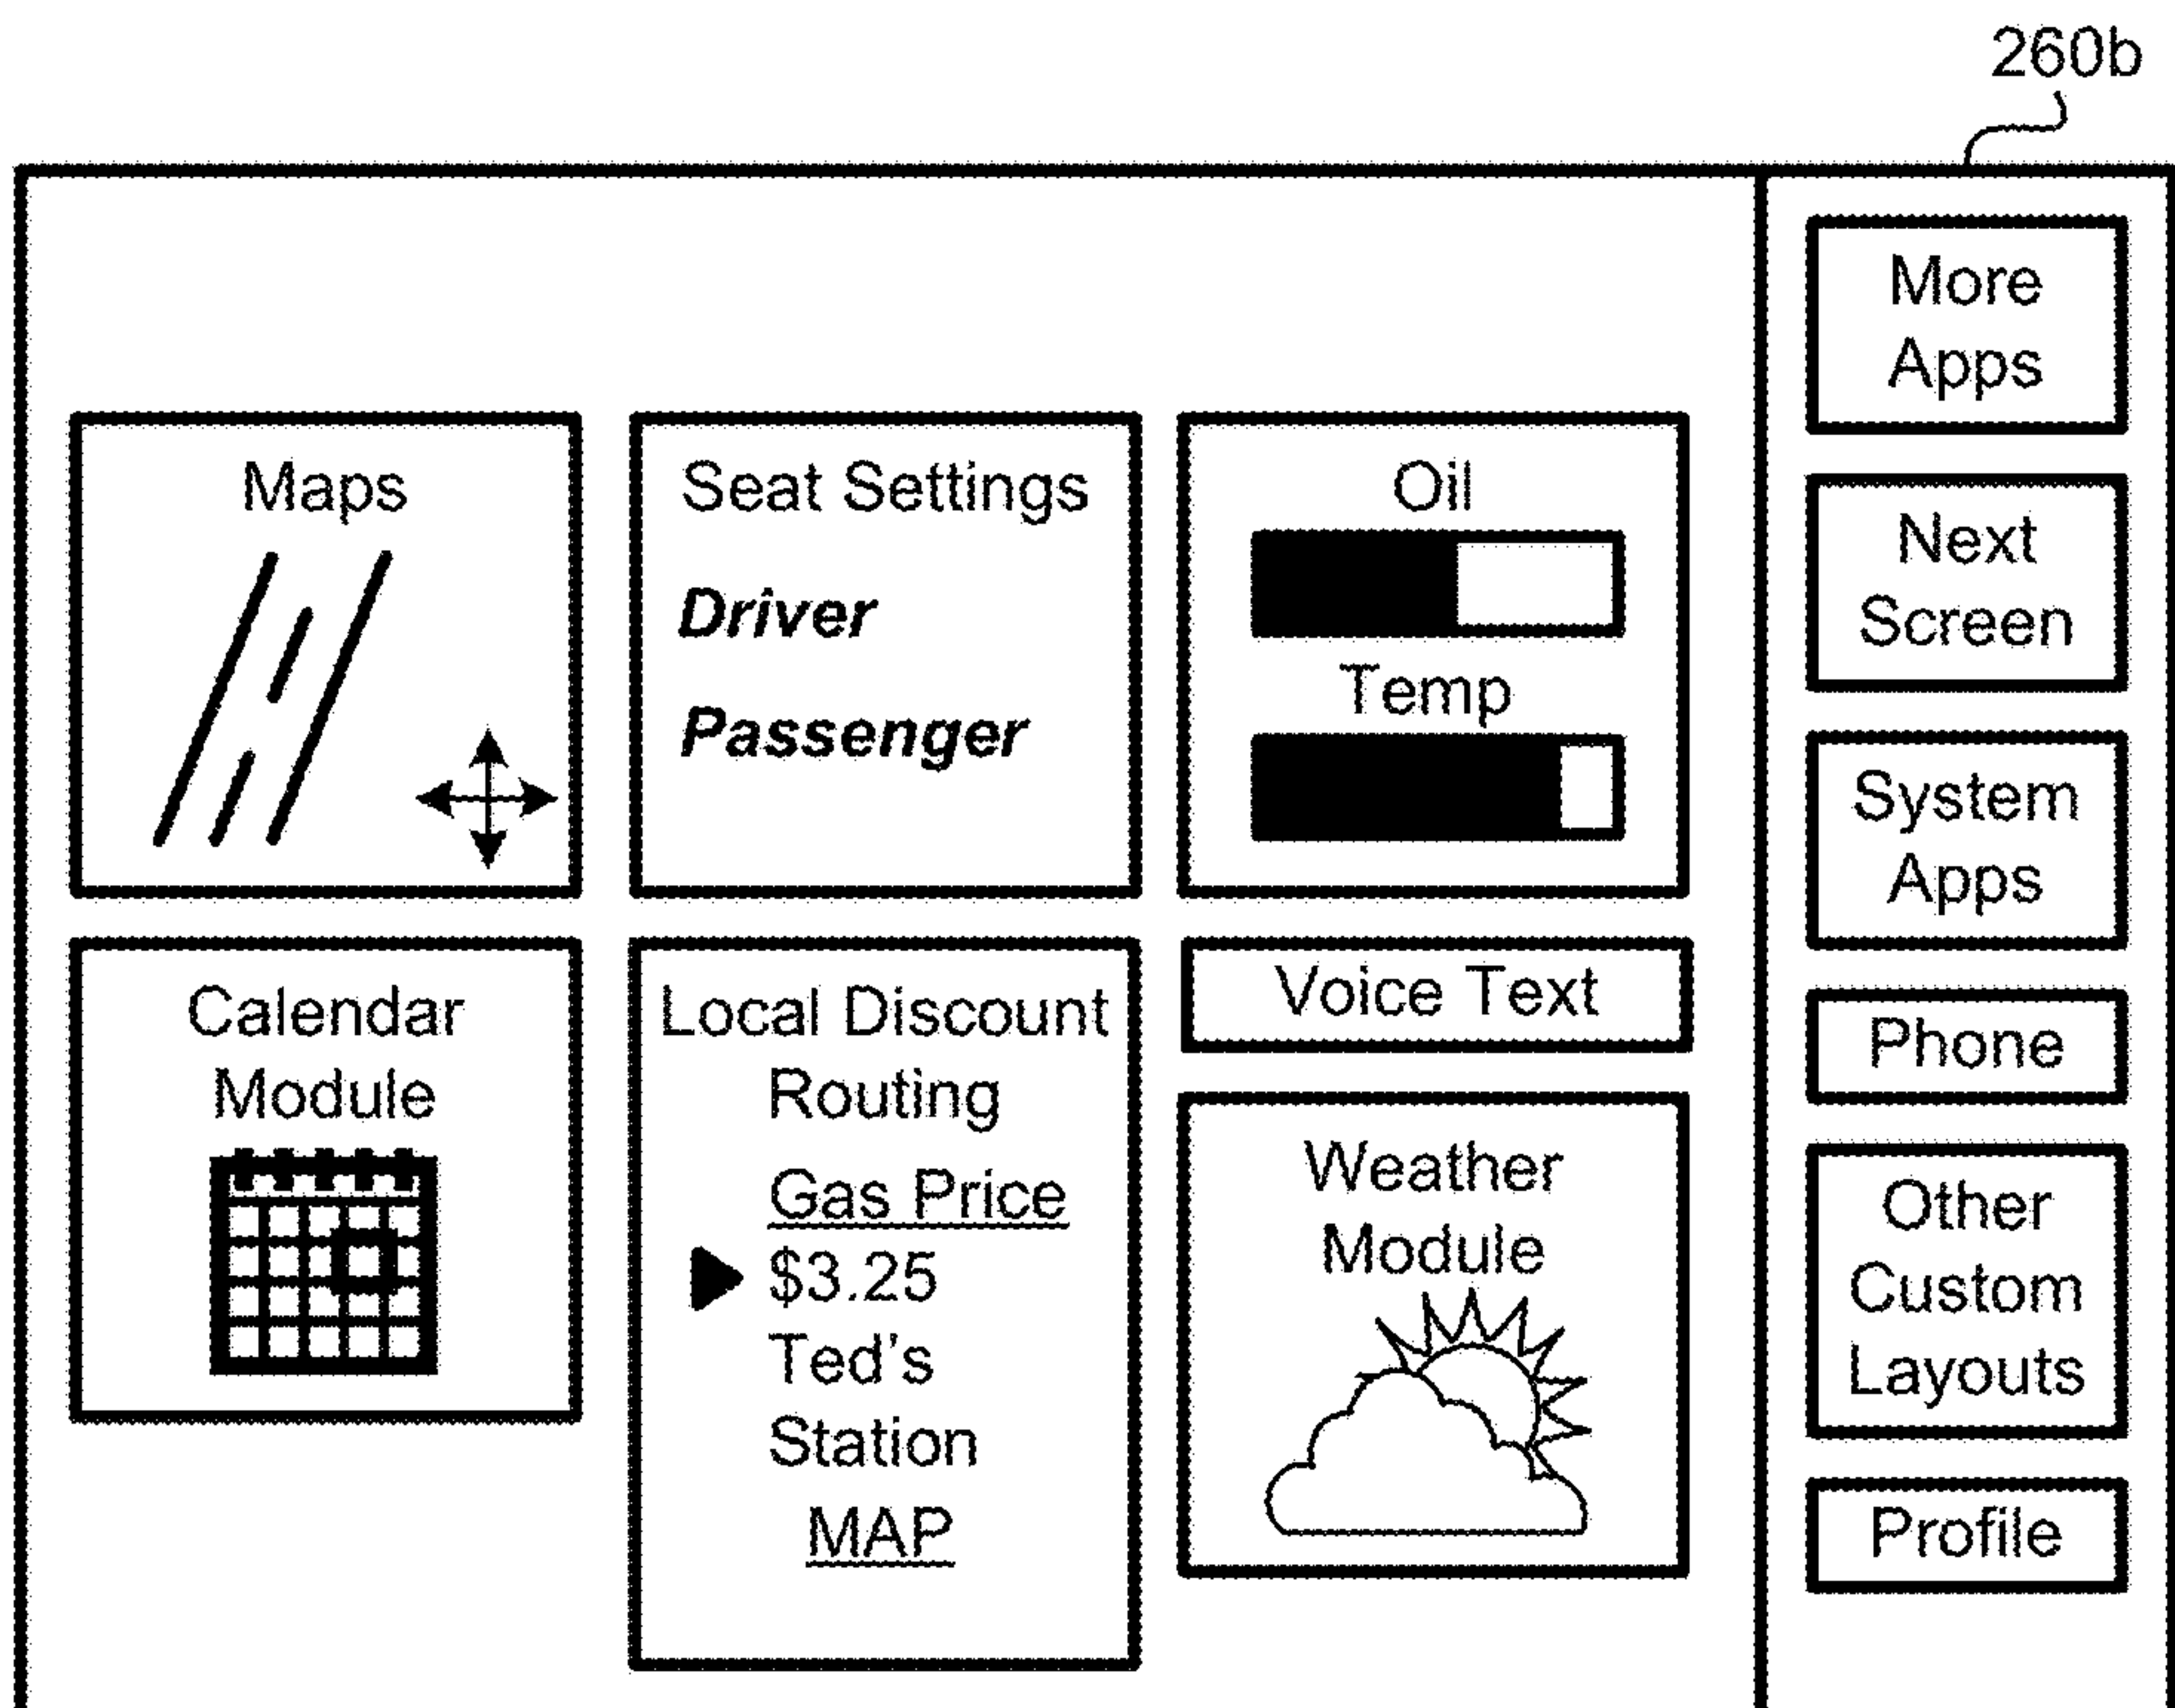 260b
Maps
Seat Settings
Driver
Passenger
Oil
Temp
Calendar
Module
Local Discount
Routing
Gas Price
$3.25
Ted’s
Station
MAP
Voice Text
Weather
Module
More
Apps
Next
Screen
System
Apps
Phone
Other
Custom
Layouts
Profile